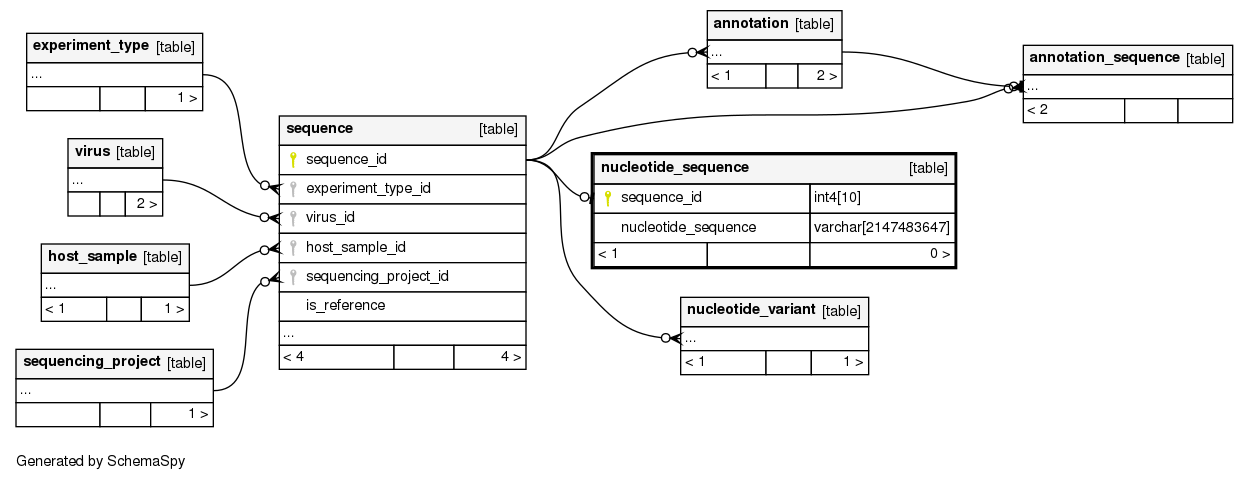 experiment_type [table]
...
1 >
virus [table]
...
2 >
host_sample [table]
...
< 1 1 >
sequencing_project [table]
...
1 >
sequence [table]
sequence_id
experiment_type_id
virus_id
host_sample_id
sequencing_project_id
is_reference
...
< 4 4 >
annotation [table]
...
< 1 2 >
nucleotide_sequence [table]
sequence_id int4[10]
nucleotide_sequence varchar[2147483647]
< 1 0 >
nucleotide_variant [table]
...
< 1 1 >
annotation_sequence [table]
...
< 2
Generated by SchemaSpy